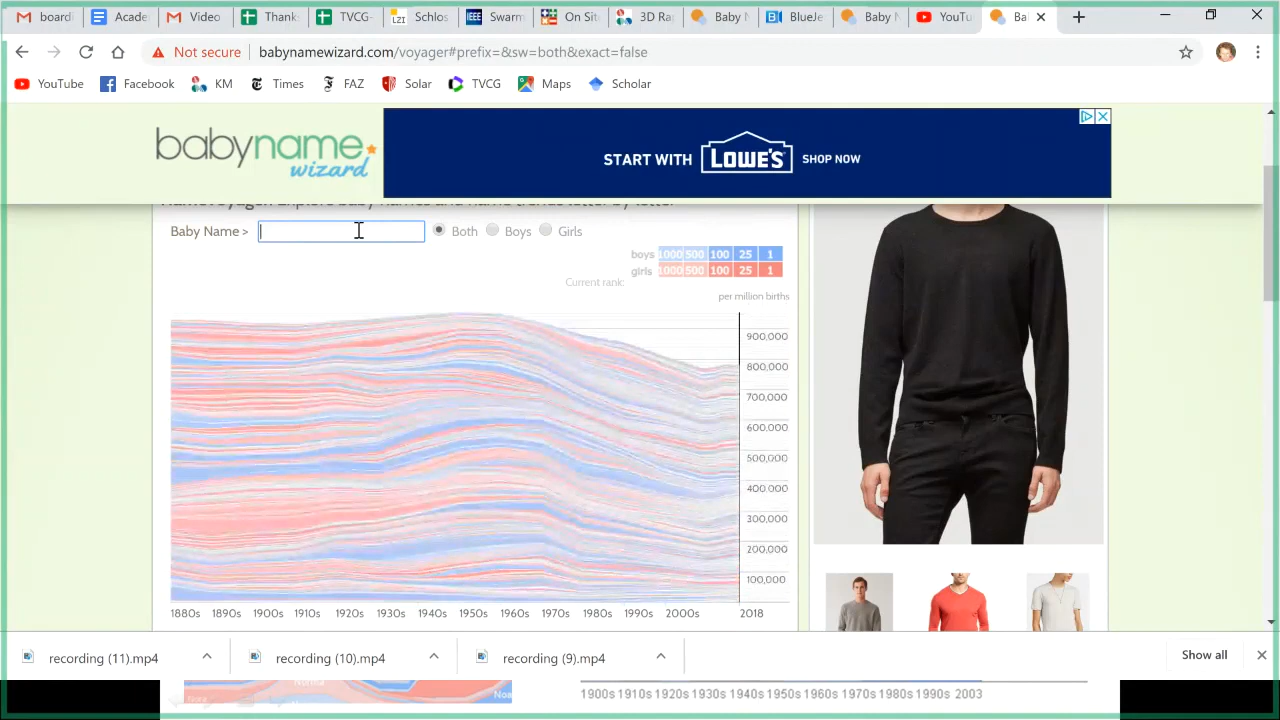 board
Acade
Video
Thank
TVCG-
Schlos
Swarm
On Sit
3D Ra
Baby N
BlueJe
Baby N
YouTu
Ba
Not secure
babynamewizard.com/voyager#prefix=&sw=both&exact=false
YouTube
Facebook
KM
Times
FAZ
Solar
TVCG
Maps
Scholar
babyname
wizard
START WITH LOWE'S SHOP NOW
Baby Name >
Both
Boys
Girls
boys 1000 500 100 25 1
girls 1000 500 100 25 1
Current rank:
per million births
900,000
800,000
700,000
600,000
500,000
400,000
300,000
200,000
100,000
1880s 1890s 1900s 1910s 1920s 1930s 1940s 1950s 1960s 1970s 1980s 1990s 2000s 2018
recording (11).mp4
recording (10).mp4
recording (9).mp4
Show all
1900s 1910s 1920s 1930s 1940s 1950s 1960s 1970s 1980s 1990s 2003